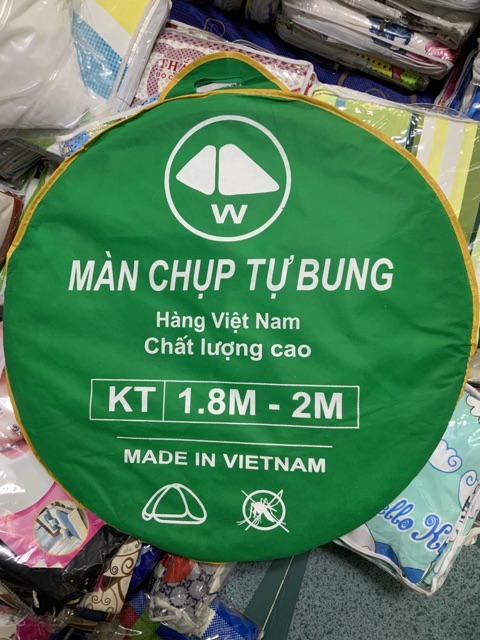 W
MÀN CHỤP TỰ BUNG
Hàng Việt Nam
Chất lượng cao
KT 1.8M - 2M
MADE IN VIETNAM